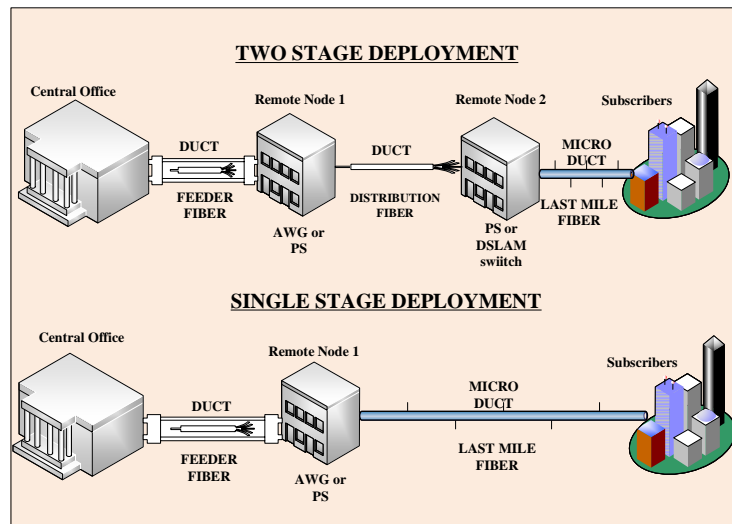 TWO STAGE DEPLOYMENT
Central Office
Remote Node 1
Remote Node 2
Subscribers
DUCT
DUCT
MICRO
DUCT
FEEDER
FIBER
DISTRIBUTION
FIBER
LAST MILE
FIBER
AWG or
PS
PS or
DSLAM
swiitch
SINGLE STAGE DEPLOYMENT
Central Office
Remote Node 1
Subscribers
DUCT
MICRO
DUCT
FEEDER
FIBER
LAST MILE
FIBER
AWG or
PS